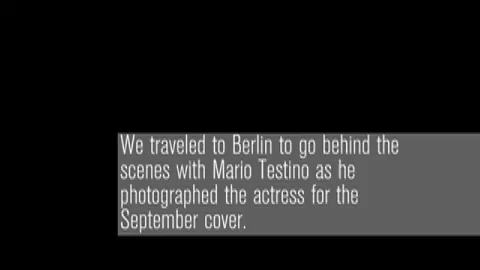 We traveled to Berlin to go behind the
scenes with Mario Testino as he
photographed the actress for the
September cover.